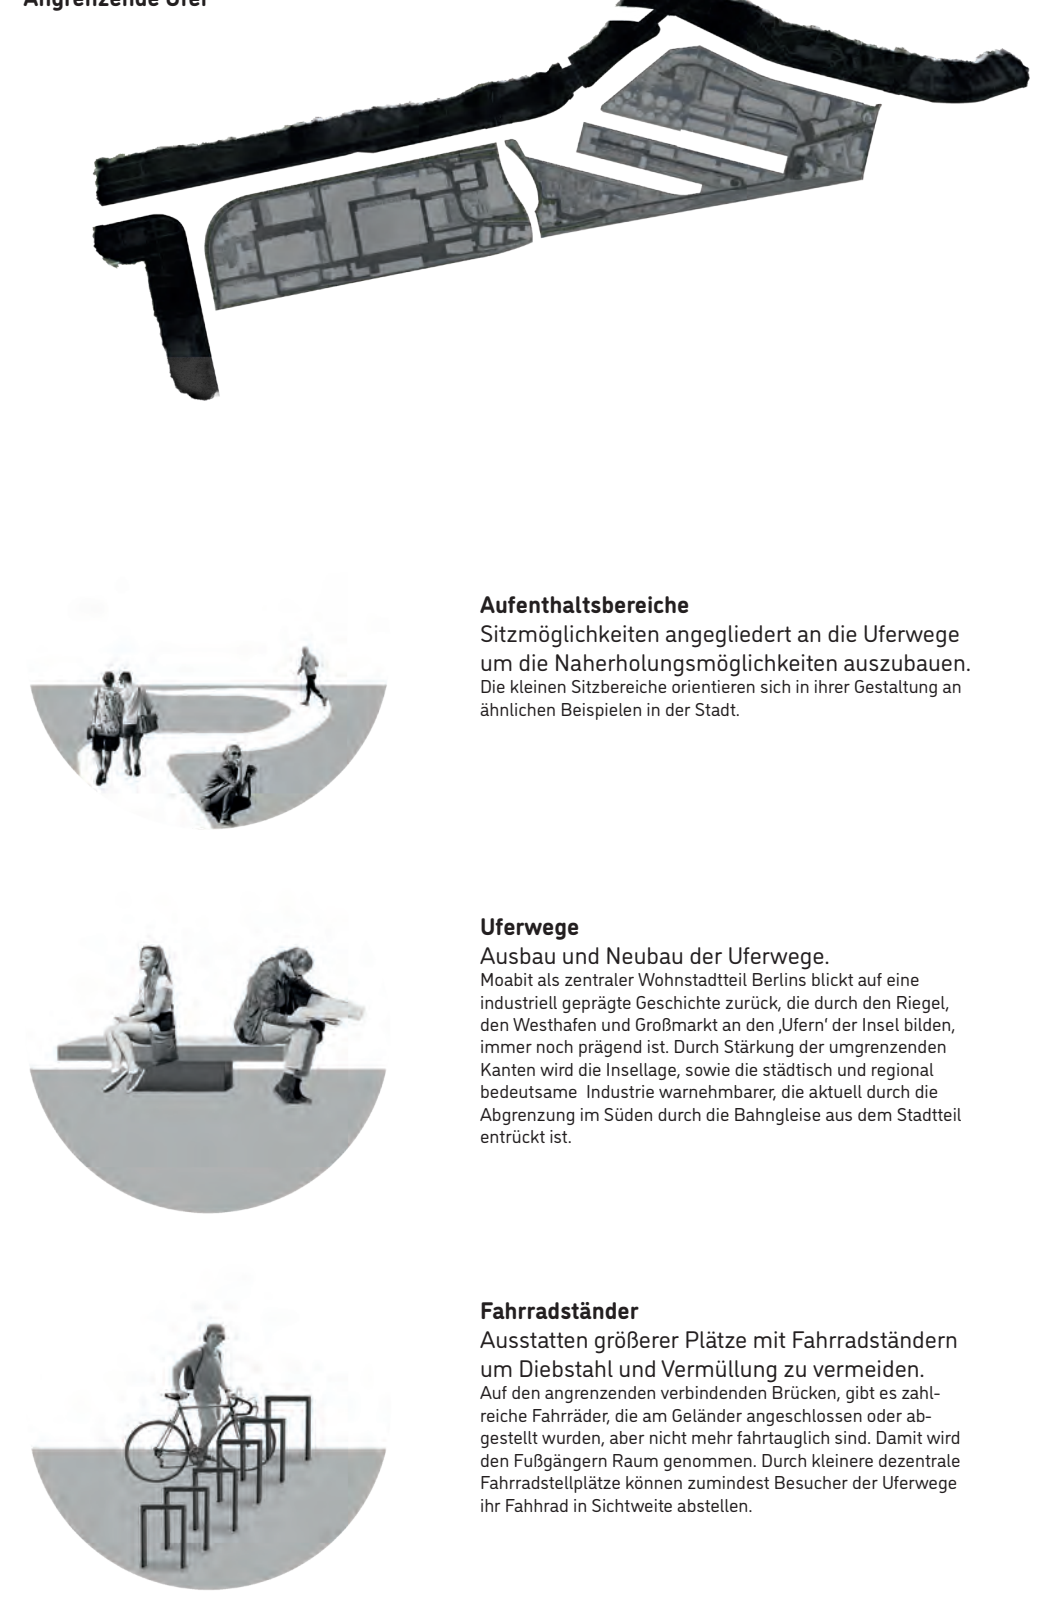 Angrenzende Ufer
Aufenthaltsbereiche
Sitzmöglichkeiten angegliedert an die Uferwege
um die Naherholungsmöglichkeiten auszubauen.
Die kleinen Sitzbereiche orientieren sich in ihrer Gestaltung an
ähnlichen Beispielen in der Stadt.
Uferwege
Ausbau und Neubau der Uferwege.
Moabit als zentraler Wohnstadtteil Berlins blickt auf eine
industriell geprägte Geschichte zurück, die durch den Riegel,
den Westhafen und Großmarkt an den ‚Ufern‘ der Insel bilden,
immer noch prägend ist. Durch Stärkung der umgrenzenden
Kanten wird die Insellage, sowie die städtisch und regional
bedeutsame  Industrie warnehmbarer, die aktuell durch die
Abgrenzung im Süden durch die Bahngleise aus dem Stadtteil
entrückt ist.
Fahrradständer
Ausstatten größerer Plätze mit Fahrradständern
um Diebstahl und Vermüllung zu vermeiden.
Auf den angrenzenden verbindenden Brücken, gibt es zahl-
reiche Fahrräder, die am Geländer angeschlossen oder ab-
gestellt wurden, aber nicht mehr fahrtauglich sind. Damit wird
den Fußgängern Raum genommen. Durch kleinere dezentrale
Fahrradstellplätze können zumindest Besucher der Uferwege
ihr Fahhrad in Sichtweite abstellen.